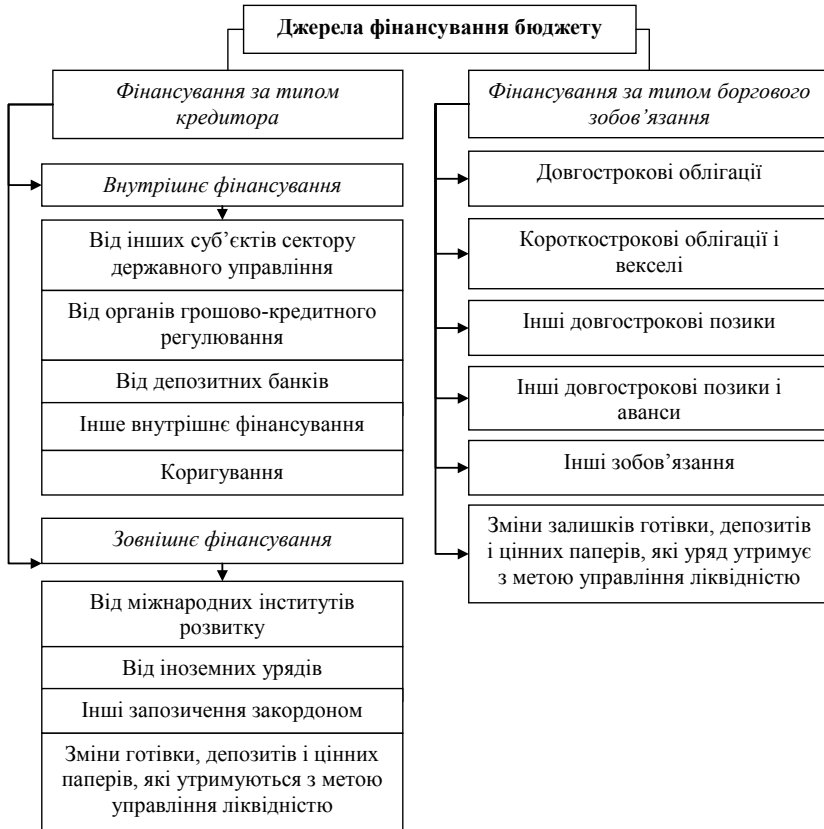 Джерела фінансування бюджету
Фінансування за типом
кредитора
Внутрішнє фінансування
Від інших суб’єктів сектору
державного управління
Від органів грошово-кредитного
регулювання
Від депозитних банків
Інше внутрішнє фінансування
Коригування
Зовнішнє фінансування
Від міжнародних інститутів
розвитку
Від іноземних урядів
Інші запозичення закордоном
Зміни готівки, депозитів і цінних
паперів, які утримуються з метою
управління ліквідністю
Фінансування за типом боргового
зобов’язання
Довгострокові облігації
Короткострокові облігації і
векселі
Інші довгострокові позики
Інші довгострокові позики і
аванси
Інші зобов’язання
Зміни залишків готівки, депозитів
і цінних паперів, які уряд утримує
з метою управління ліквідністю